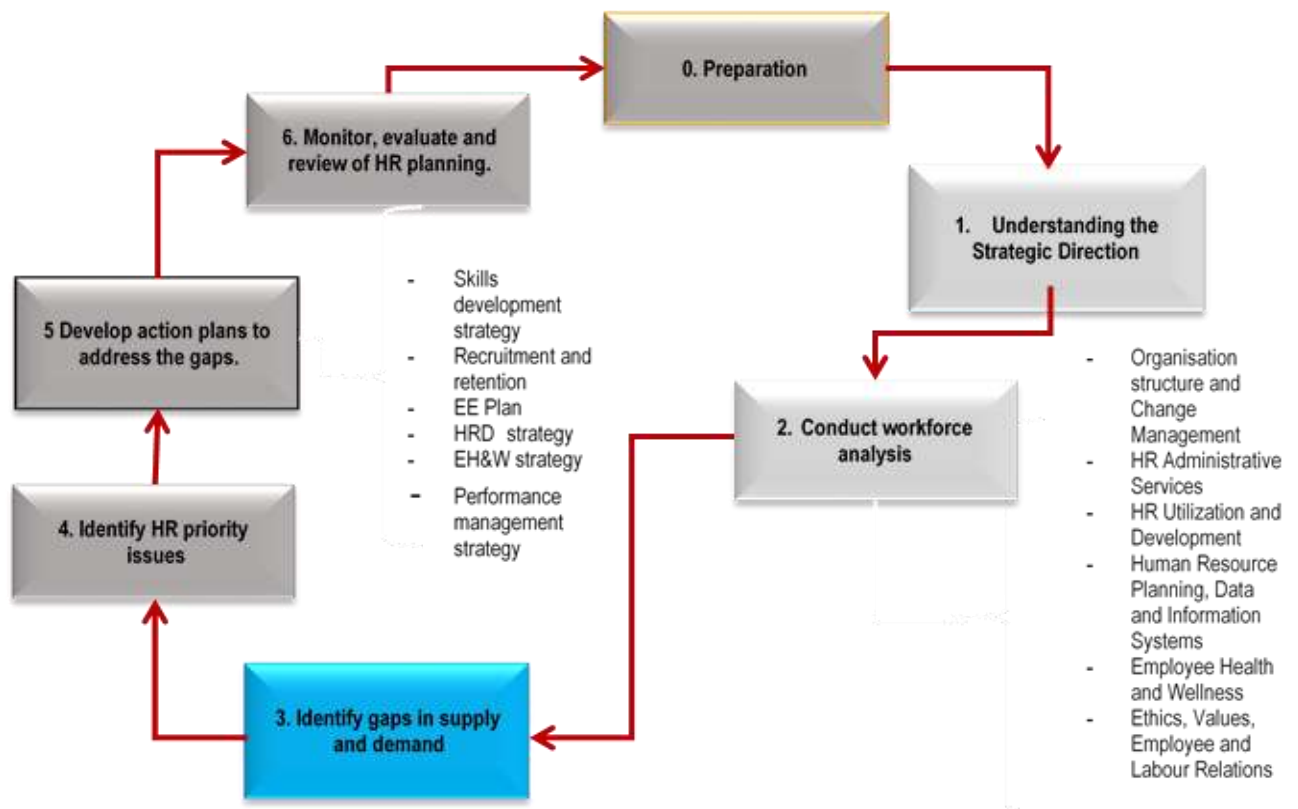 0. Preparation
6. Monitor, evaluate and
review of HR planning.
1. Understanding the
Strategic Direction
5 Develop action plans to
address the gaps.
- Skills
development
strategy
- Recruitment and
retention
- EE Plan
- HRD strategy
- EH&W strategy
- Performance
management
strategy
2. Conduct workforce
analysis
- Organisation
structure and
Change
Management
- HR Administrative
Services
- HR Utilization and
Development
- Human Resource
Planning, Data
and Information
Systems
- Employee Health
and Wellness
- Ethics, Values,
Employee and
Labour Relations
4. Identify HR priority
issues
3. Identify gaps in supply
and demand